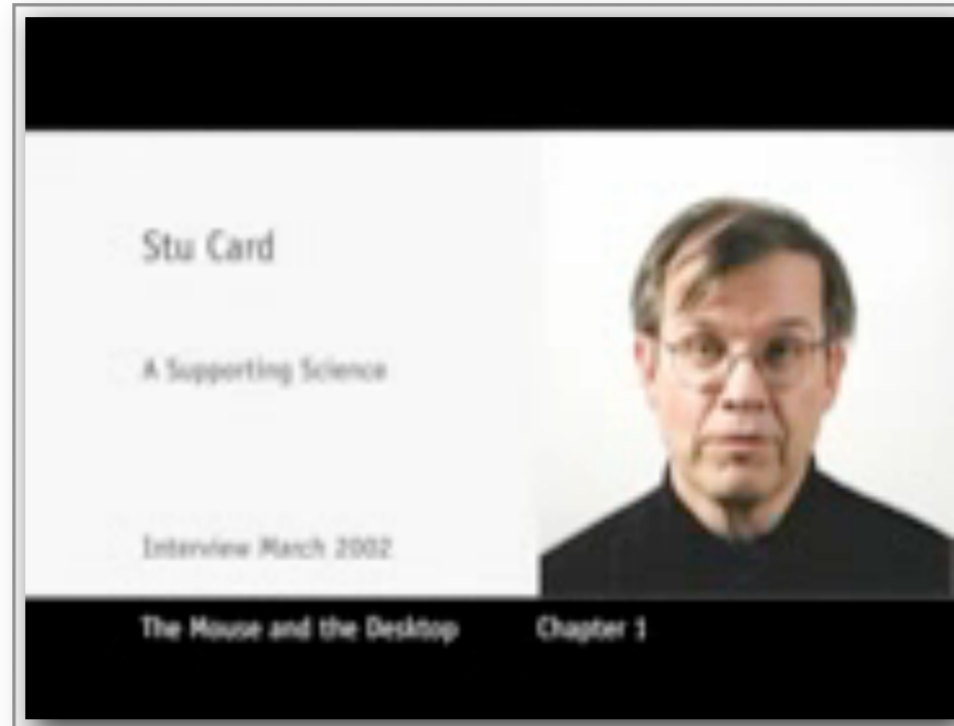 Stu Card
A Supporting Science
Interview March 2002
The Mouse and the Desktop
Chapter 1